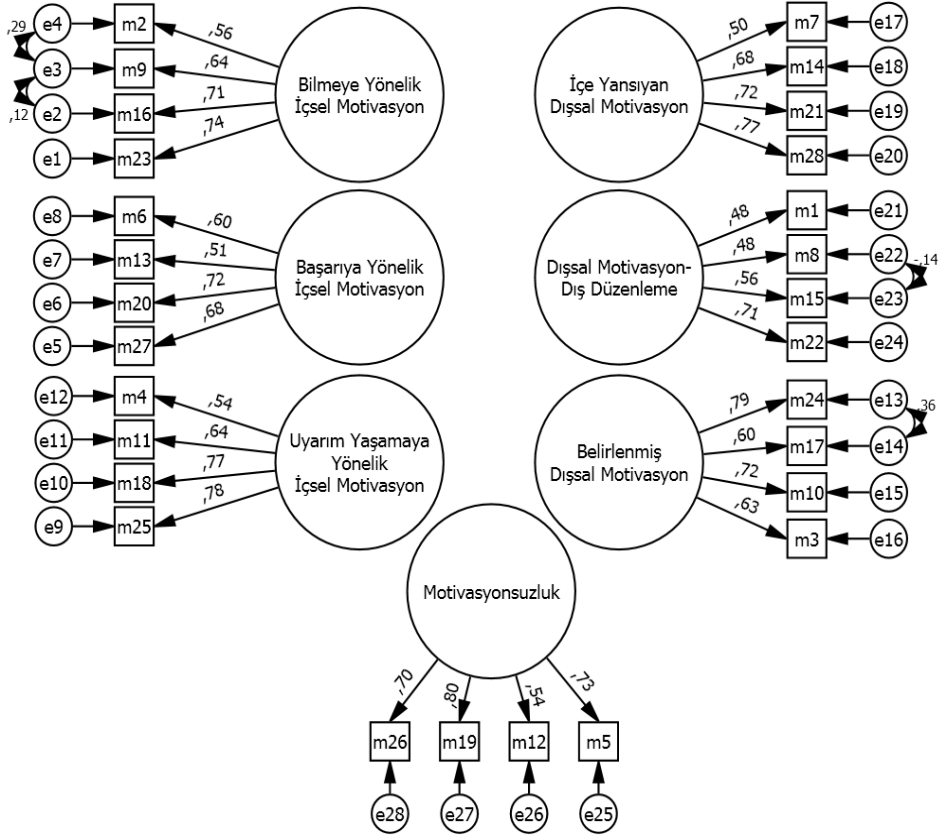 ,29
e4
m2
,56
e3
m9
,64
,12
e2
m16
,71
e1
m23
,74
Bilmeye Yönelik
İçsel Motivasyon
e8
m6
,60
e7
m13
,51
e6
m20
,72
e5
m27
,68
Başarıya Yönelik
İçsel Motivasyon
e12
m4
,54
e11
m11
,64
e10
m18
,77
e9
m25
,78
Uyarım Yaşamaya
Yönelik
İçsel Motivasyon
İçe Yansıyan
Dışsal Motivasyon
,50
m7
e17
,68
m14
e18
,72
m21
e19
,77
m28
e20
Dışsal Motivasyon-
Dış Düzenleme
,48
m1
e21
,48
m8
e22
-,14
,56
m15
e23
,71
m22
e24
Belirlenmiş
Dışsal Motivasyon
,79
m24
e13
,36
,60
m17
e14
,72
m10
e15
,63
m3
e16
Motivasyonsuzluk
,70
,80
,54
,73
m26
m19
m12
m5
e28
e27
e26
e25